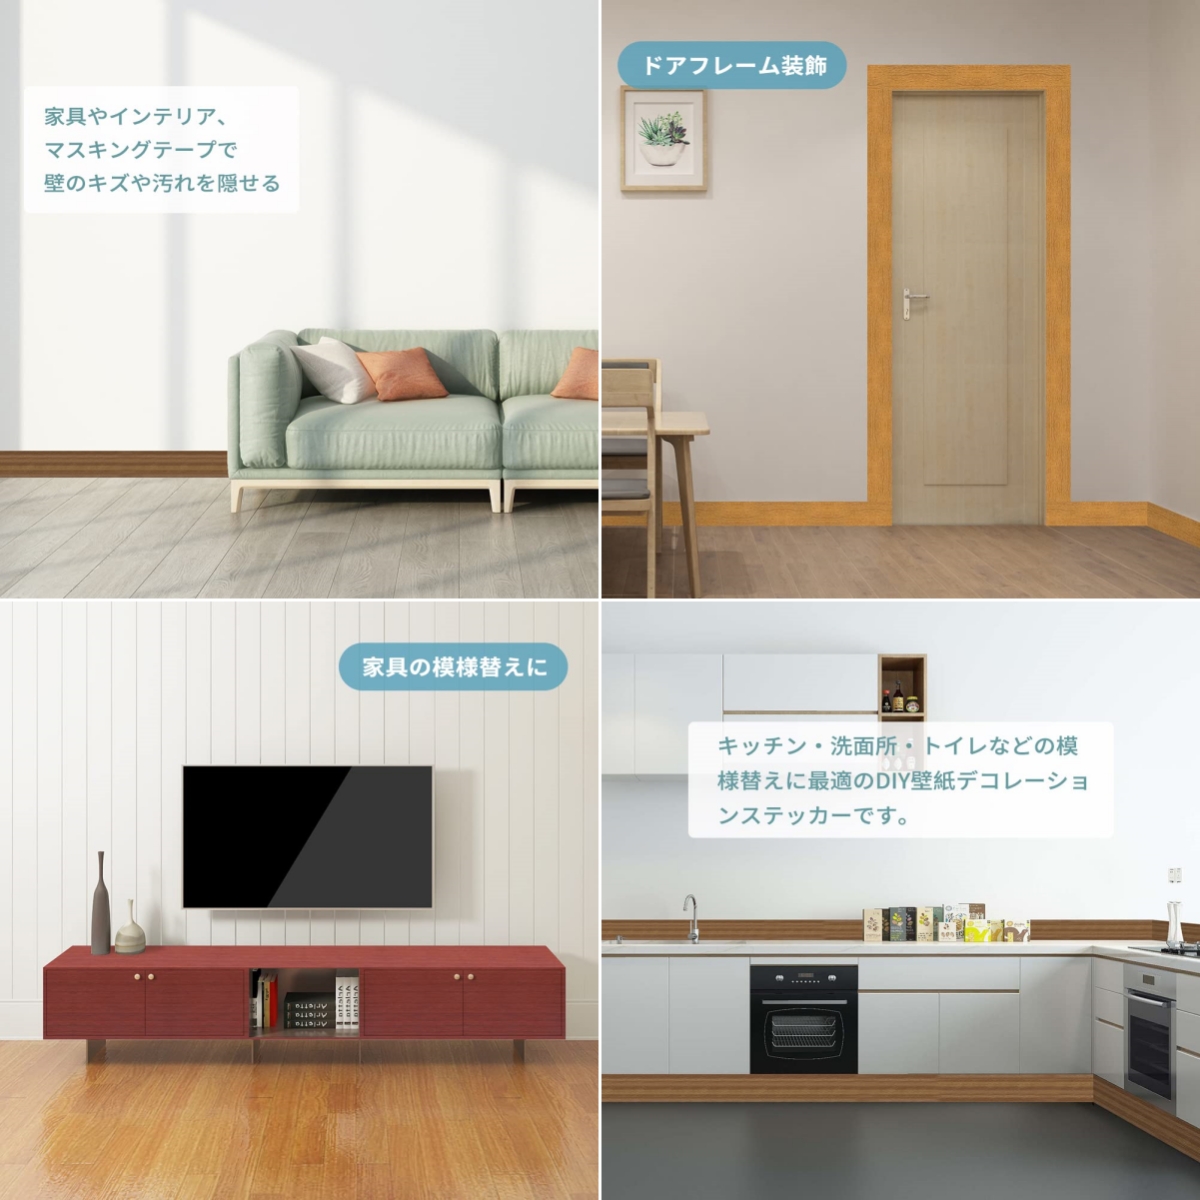 家具やインテリア、
マスキングテープで
壁のキズや汚れを隠せる
ドアフレーム装飾
家具の模様替えに
キッチン・洗面所・トイレなどの模
様替えに最適のDIY壁紙デコレーショ
ンステッカーです。